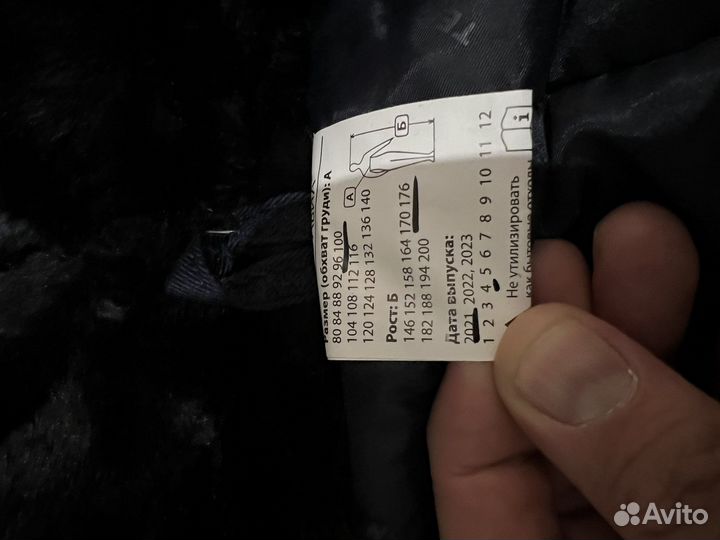 Размер (обхват груди): А
80 84 88 92 96 100
104 108 112 116
120 124 128 132 136 140
А
Б
Рост: Б
146 152 158 164 170 176
182 188 194 200
Дата выпуска:
2021 2022, 2023
1 2 3 4 5 6 7 8 9 10 11 12
Не утилизировать
как бытовые отходы
i
Avito